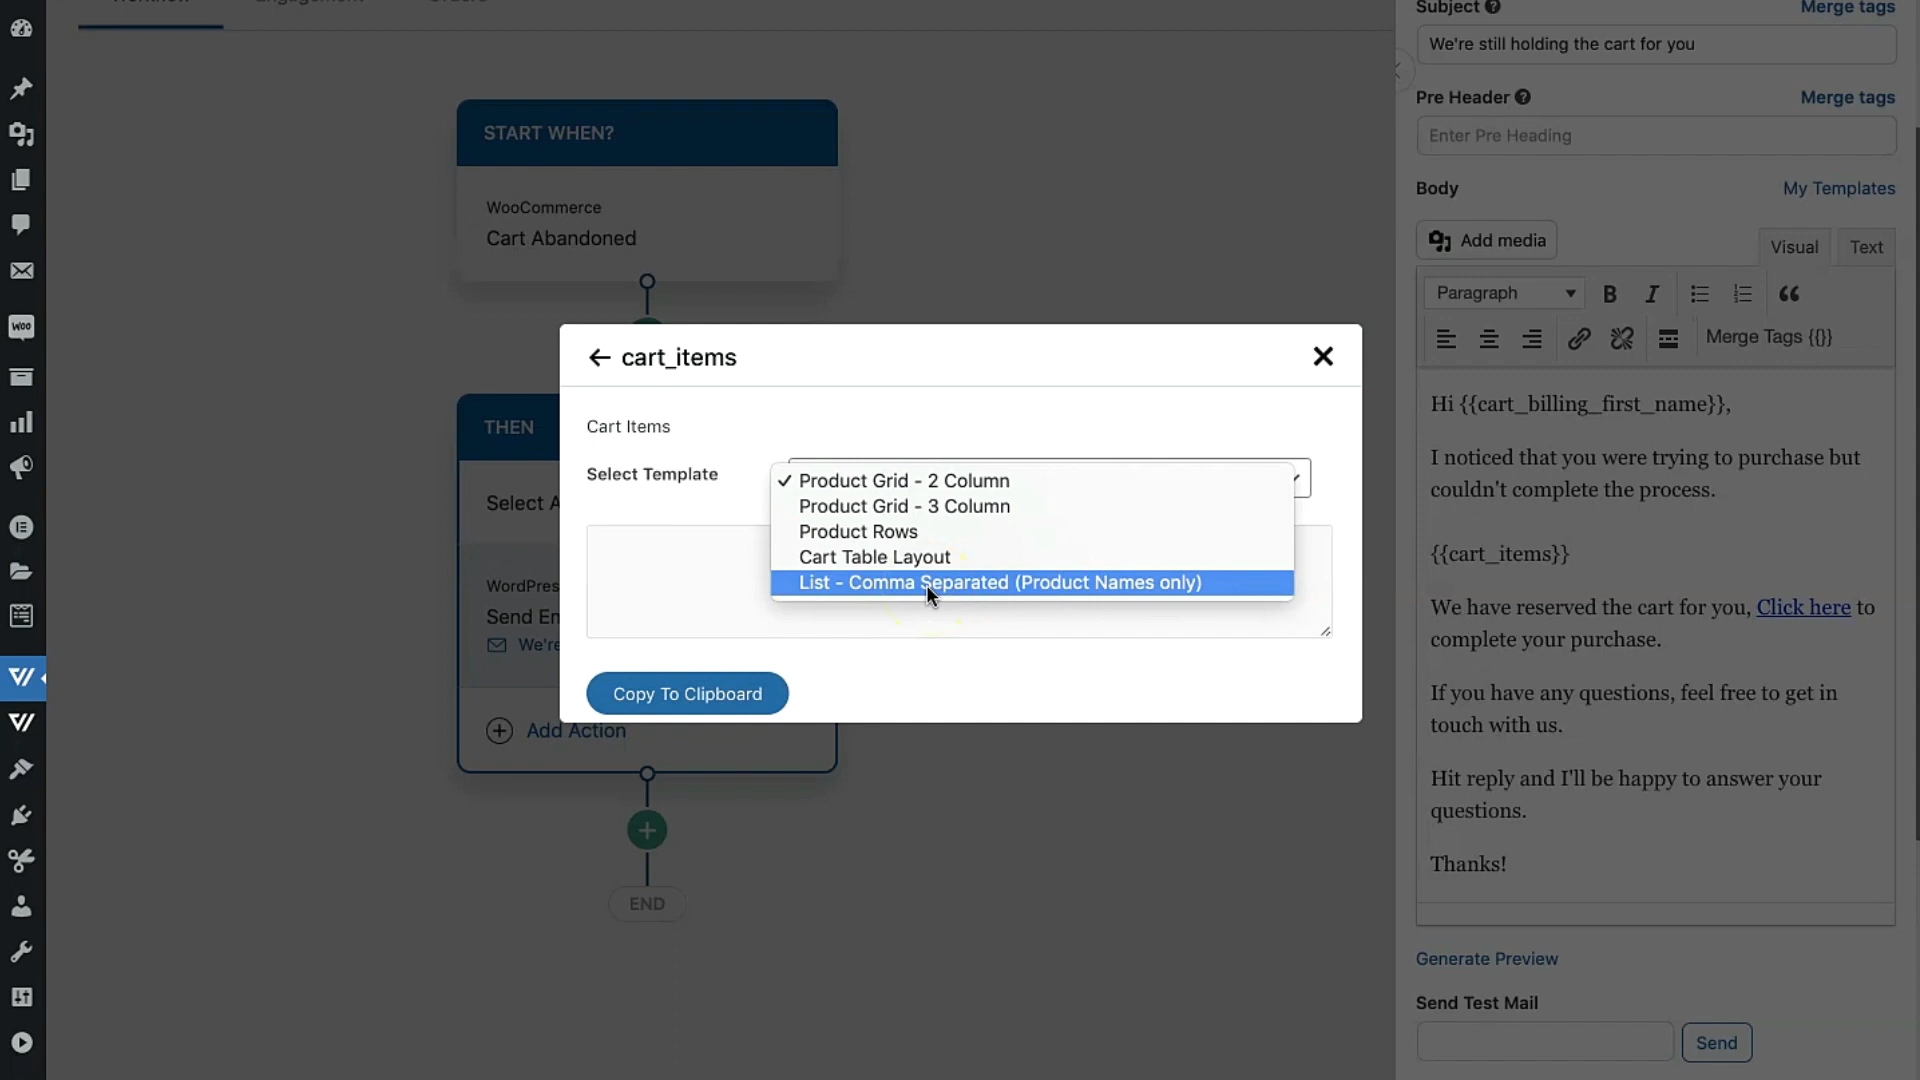 Workflow
Engagement
Orders
START WHEN?
WooCommerce
Cart Abandoned
THEN
Select A
WordPres
Send En
We're
Add Action
END
cart_items
Cart Items
Select Template
✓ Product Grid - 2 Column
Product Grid - 3 Column
Product Rows
Cart Table Layout
List - Comma Separated (Product Names only)
Copy To Clipboard
Subject
Merge tags
We're still holding the cart for you
Pre Header
Merge tags
Enter Pre Heading
Body
My Templates
Add media
Visual
Text
Paragraph
Merge Tags {{}}
Hi {{cart_billing_first_name}},
I noticed that you were trying to purchase but
couldn't complete the process.
{{cart_items}}
We have reserved the cart for you, Click here to
complete your purchase.
If you have any questions, feel free to get in
touch with us.
Hit reply and I'll be happy to answer your
questions.
Thanks!
Generate Preview
Send Test Mail
Send